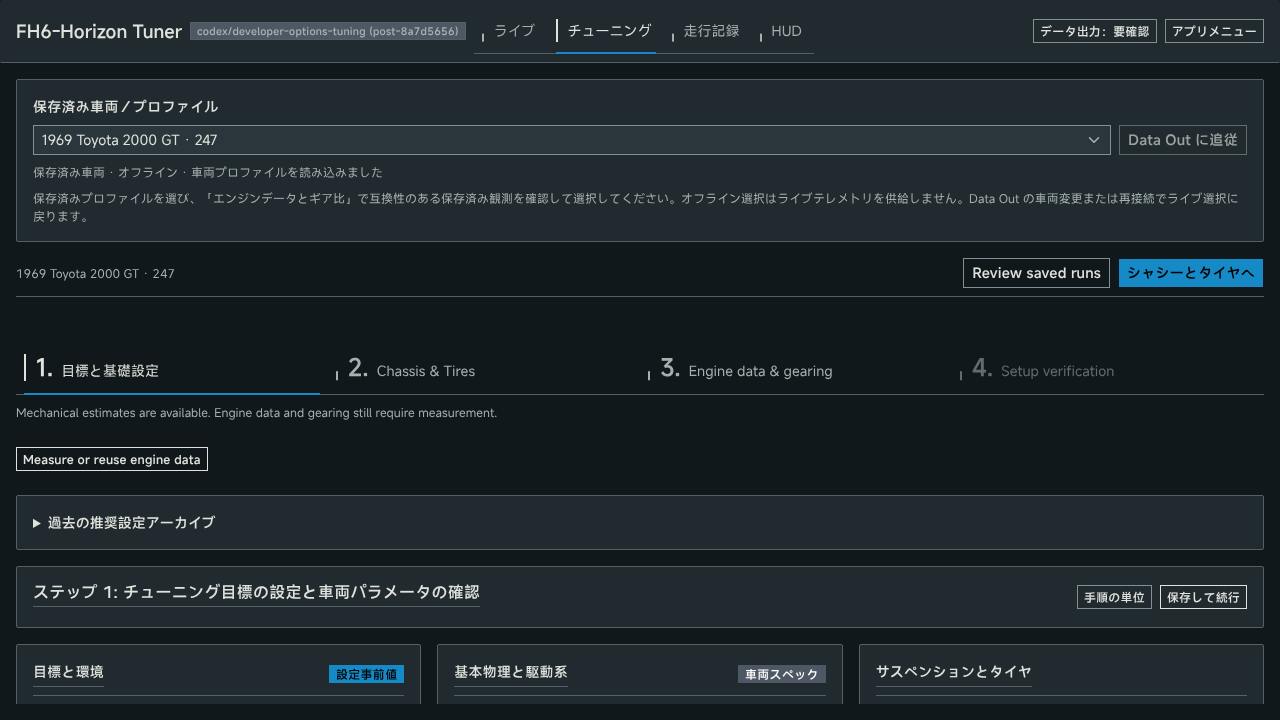 FH6-Horizon Tuner
codex/developer-options-tuning (post-8a7d5656)
ライブ
チューニング
走行記録
HUD
データ出力: 要確認
アプリメニュー
保存済み車両／プロファイル
1969 Toyota 2000 GT · 247
Data Out に追従
保存済み車両 · オフライン · 車両プロファイルを読み込みました
保存済みプロファイルを選び、「エンジンデータとギア比」で互換性のある保存済み観測を確認して選択してください。オフライン選択はライブテレメトリを供給しません。Data Out の車両変更または再接続でライブ選択に
戻ります。
1969 Toyota 2000 GT · 247
Review saved runs
シャシーとタイヤへ
1. 目標と基礎設定
2. Chassis & Tires
3. Engine data & gearing
4. Setup verification
Mechanical estimates are available. Engine data and gearing still require measurement.
Measure or reuse engine data
▶ 過去の推奨設定アーカイブ
ステップ 1: チューニング目標の設定と車両パラメータの確認
手順の単位
保存して続行
目標と環境
設定事前値
基本物理と駆動系
車両スペック
サスペンションとタイヤ